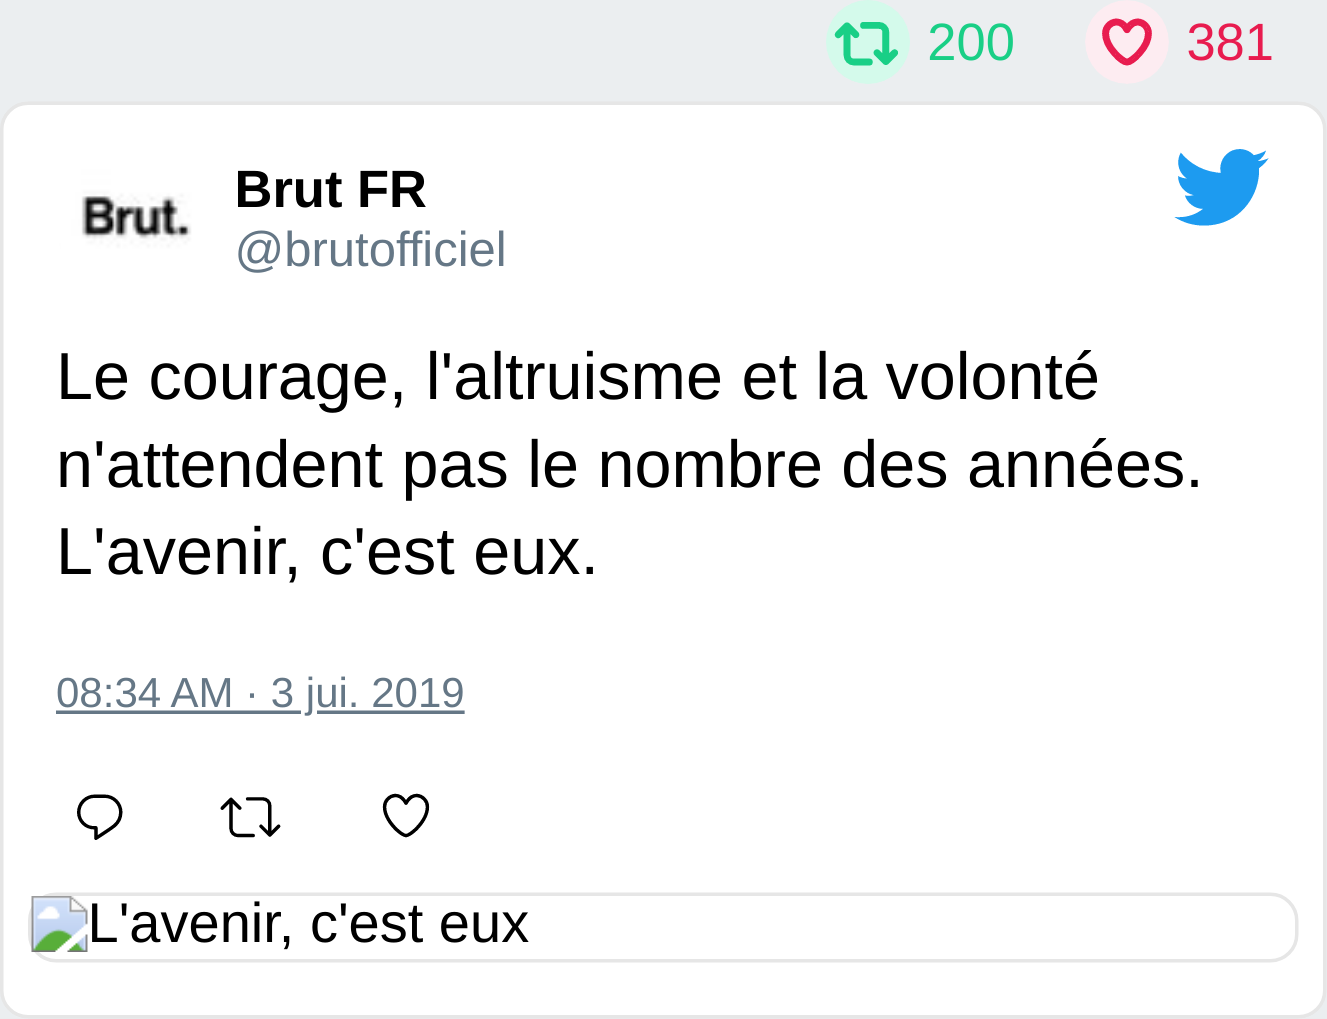 200 381
Brut.
Brut FR
@brutofficiel
Le courage, l'altruisme et la volonté
n'attendent pas le nombre des années.
L'avenir, c'est eux.
08:34 AM · 3 jui. 2019
L'avenir, c'est eux